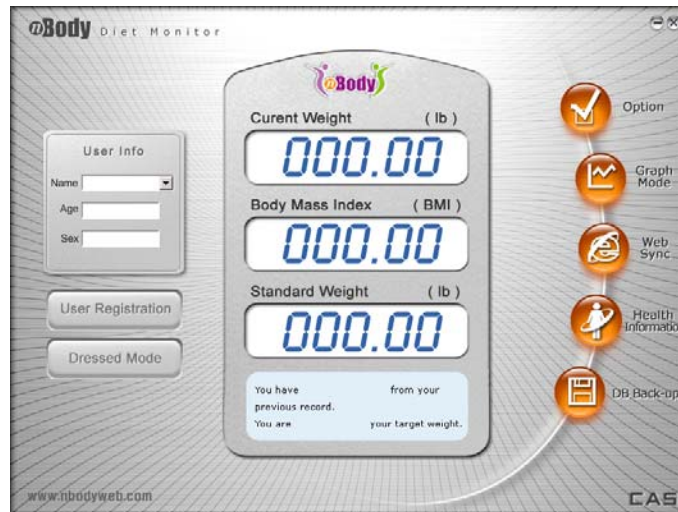 nBody Diet Monitor
nBody
Curent Weight ( lb )
000.00
Body Mass Index ( BMI )
000.00
Standard Weight ( lb )
000.00
You have from your
previous record.
You are your target weight.
User Info
Name
Age
Sex
User Registration
Dressed Mode
Option
Graph
Mode
Web
Sync
Health
Informatio
DB Back-up
www.nbodyweb.com
CAS